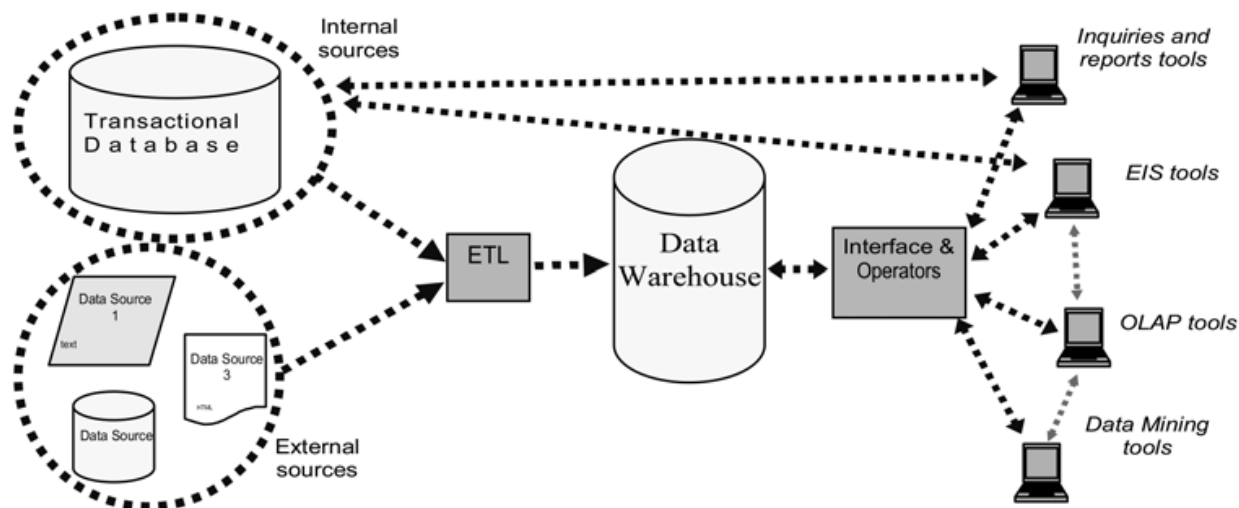 Internal
sources
Transactional
Database
Inquiries and
reports tools
EIS tools
ETL
Data
Warehouse
Interface &
Operators
Data Source
1
text
Data Source
3
HTML
Data Source
External
sources
OLAP tools
Data Mining
tools